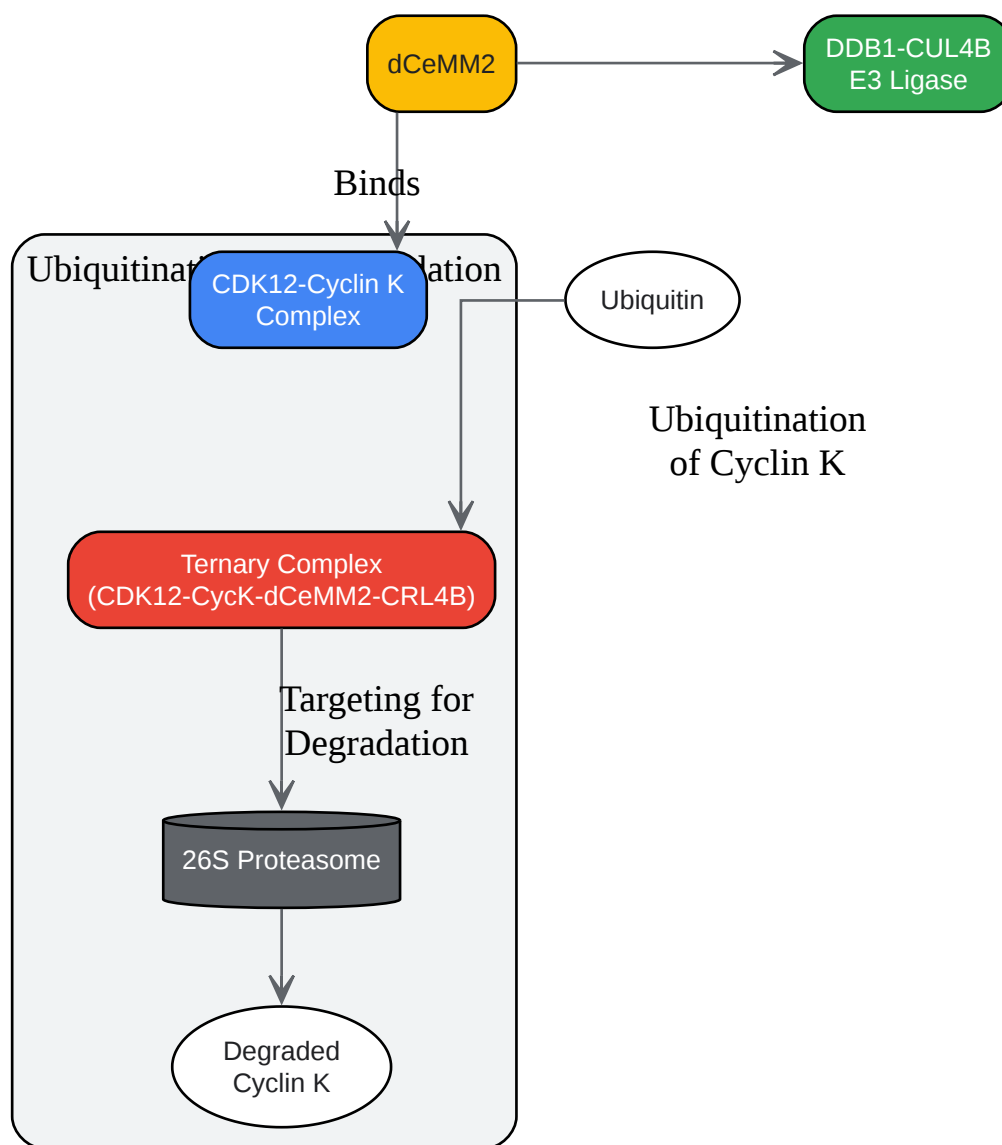 dCeMM2
DDB1-CUL4B
E3 Ligase
Binds
CDK12-Cyclin K
Complex
Ubiquitin
Ubiquitination
of Cyclin K
Ternary Complex
(CDK12-CycK-dCeMM2-CRL4B)
Targeting for
Degradation
26S Proteasome
Degraded
Cyclin K